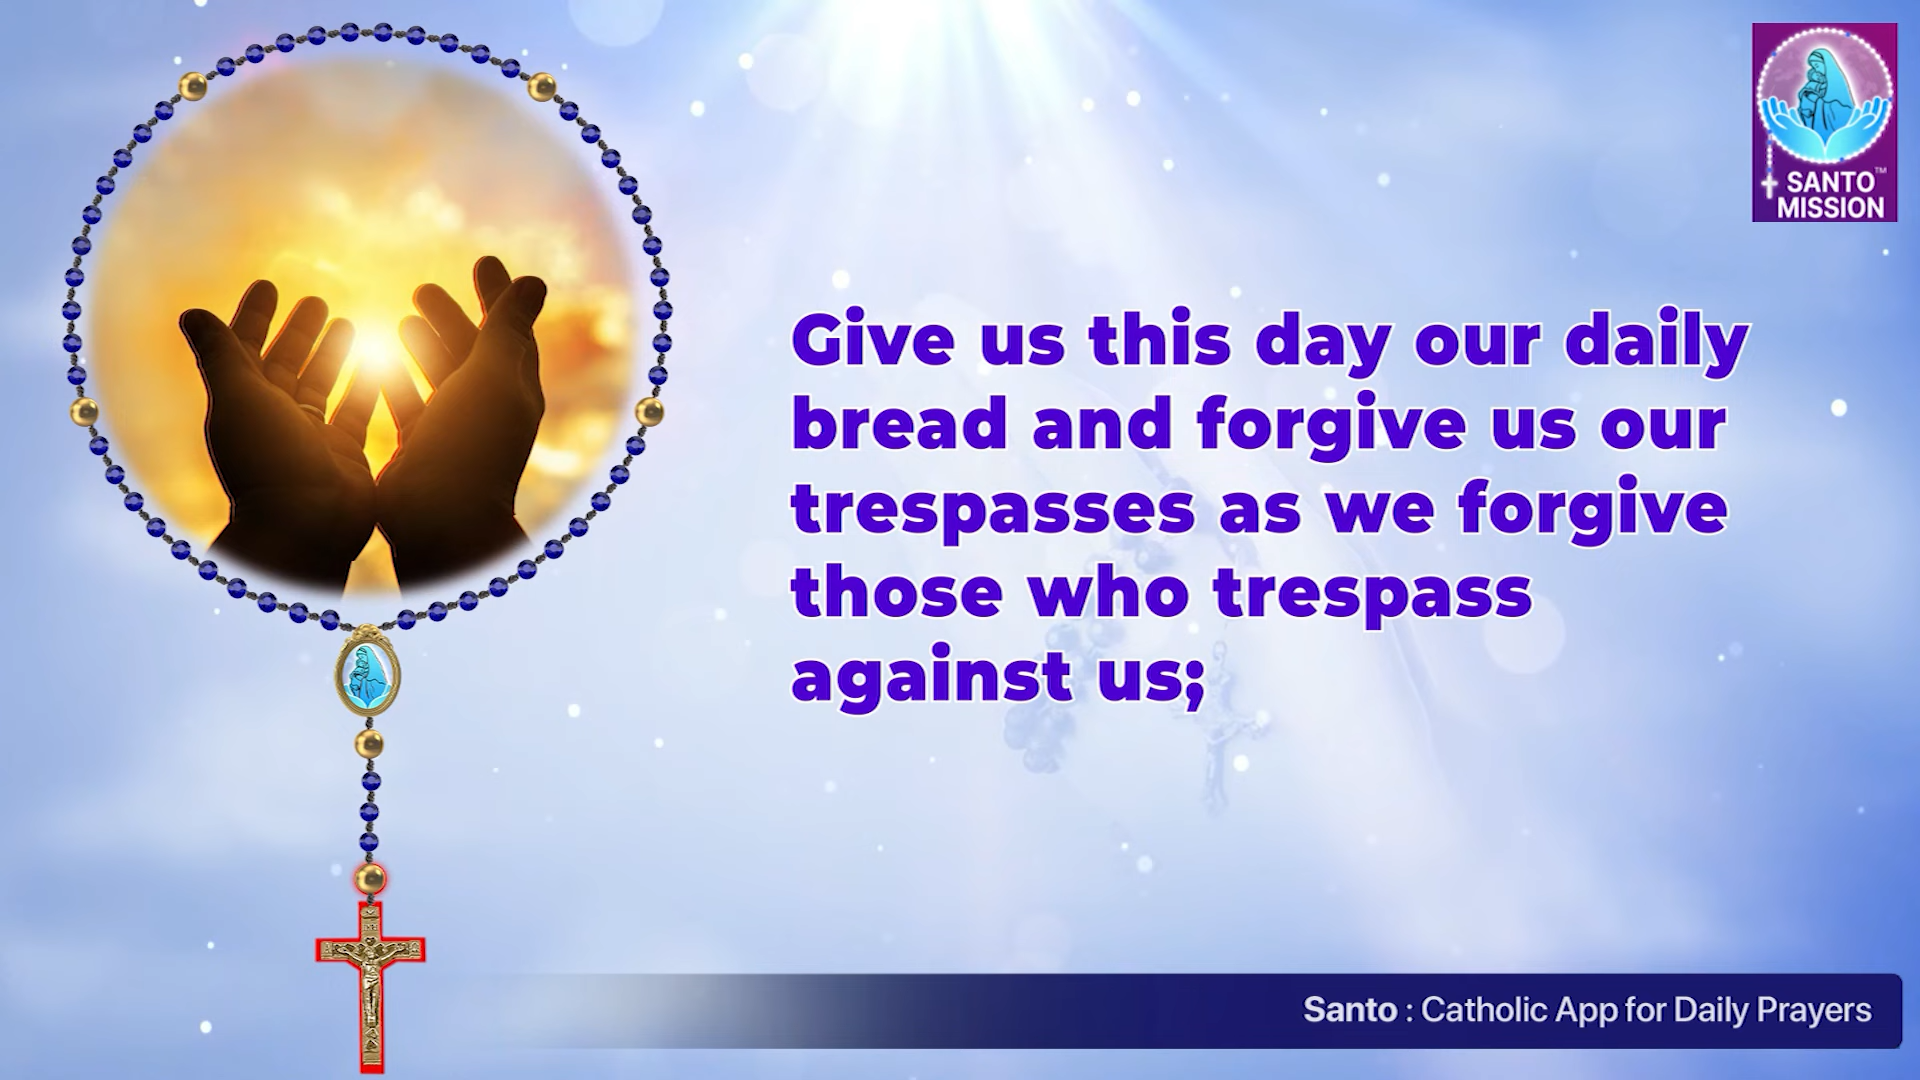 SANTO™
MISSION
Give us this day our daily
bread and forgive us our
trespasses as we forgive
those who trespass
against us;
Santo : Catholic App for Daily Prayers